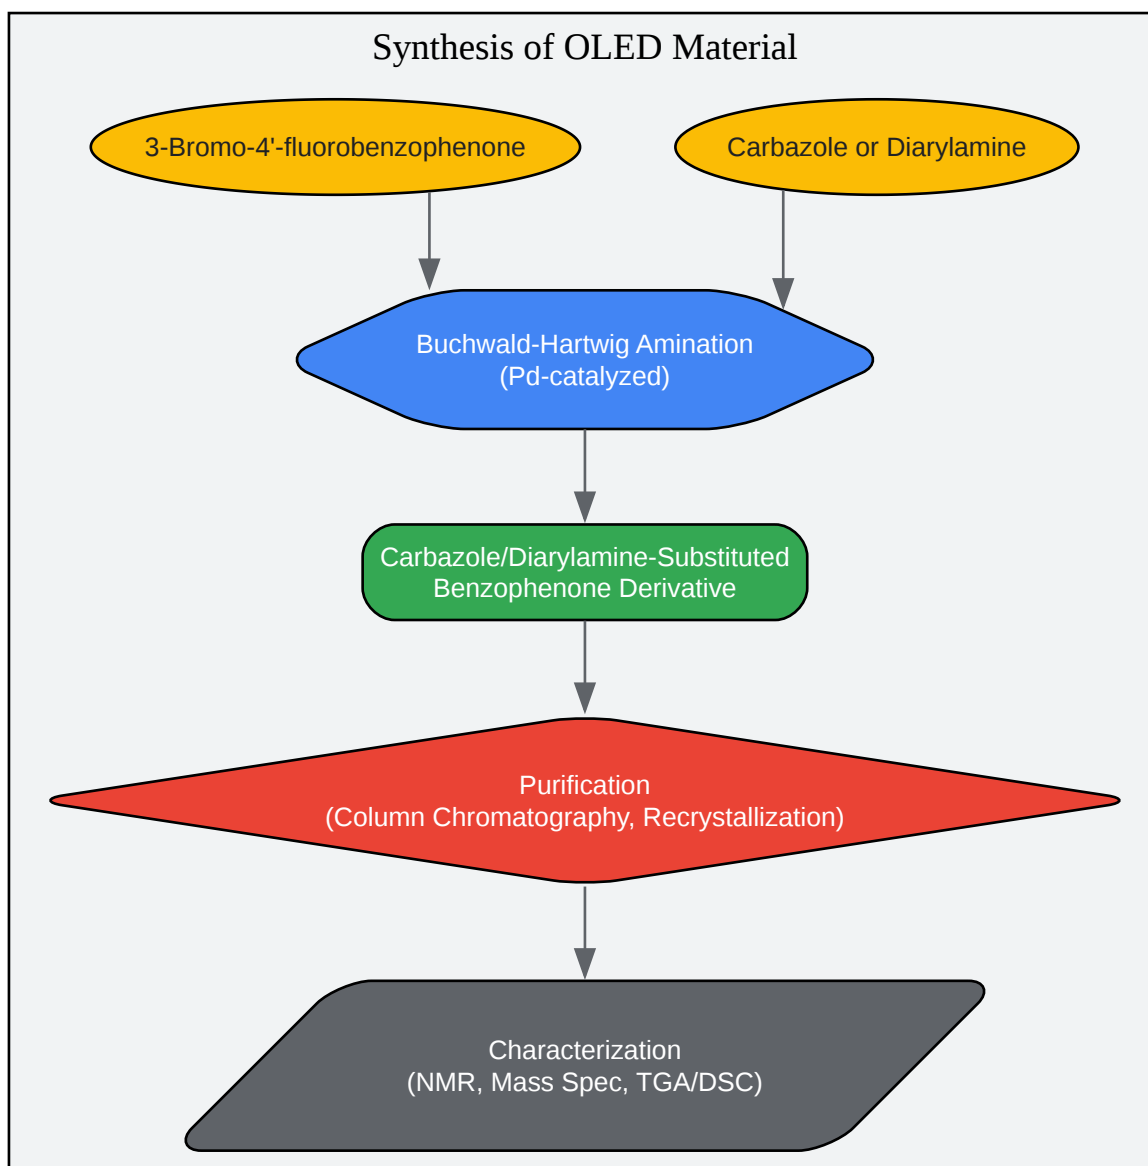 Synthesis of OLED Material
3-Bromo-4'-fluorobenzophenone
Carbazole or Diarylamine
Buchwald-Hartwig Amination
(Pd-catalyzed)
Carbazole/Diarylamine-Substituted
Benzophenone Derivative
Purification
(Column Chromatography, Recrystallization)
Characterization
(NMR, Mass Spec, TGA/DSC)